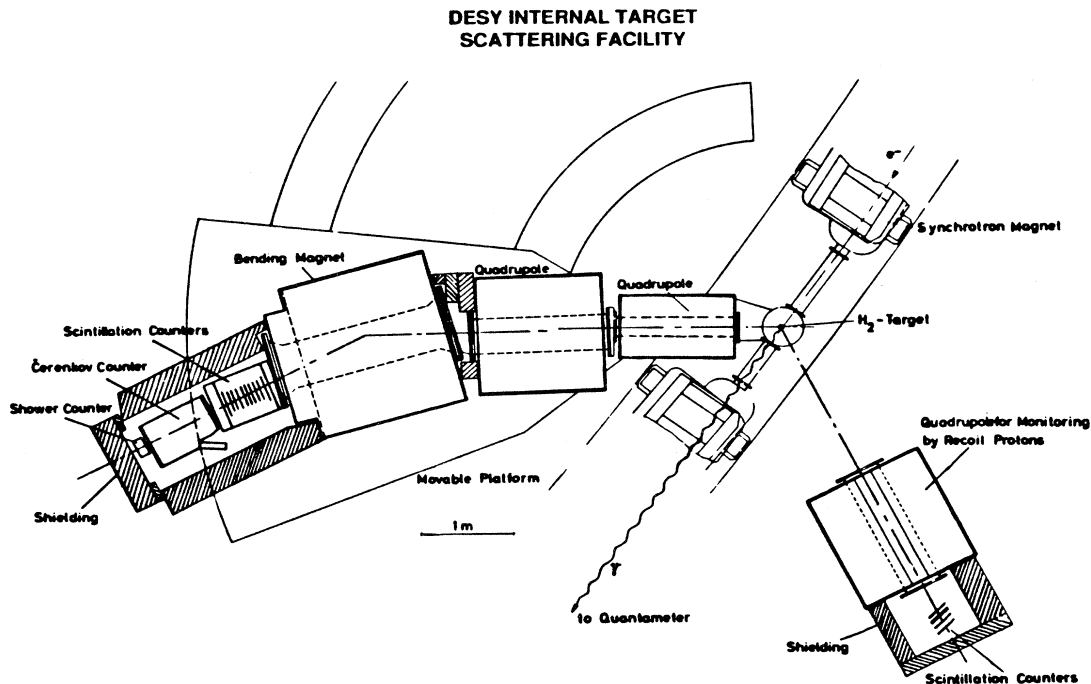 DESY INTERNAL TARGET
SCATTERING FACILITY
e⁻
Synchrotron Magnet
Bending Magnet
Quadrupole
Quadrupole
H₂-Target
Scintillation Counters
Čerenkov Counter
Shower Counter
Quadrupole for Monitoring
by Recoil Protons
Movable Platform
Shielding
1m
γ
to Quantameter
Shielding
Scintillation Counters